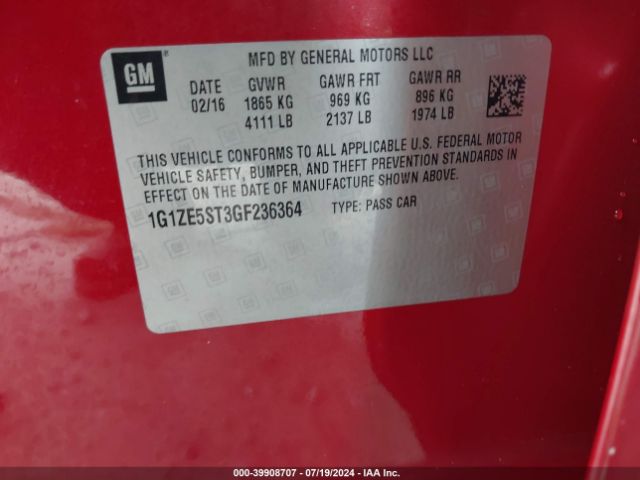 GM
MFD BY GENERAL MOTORS LLC
DATE GVWR GAWR FRT GAWR RR
02/16 1865 KG 969 KG 896 KG
4111 LB 2137 LB 1974 LB
THIS VEHICLE CONFORMS TO ALL APPLICABLE U.S. FEDERAL MOTOR
VEHICLE SAFETY, BUMPER, AND THEFT PREVENTION STANDARDS IN
EFFECT ON THE DATE OF MANUFACTURE SHOWN ABOVE.
1G1ZE5ST3GF236364 TYPE: PASS CAR
© - 39908707 - 07/19/2024 - IAA Inc.